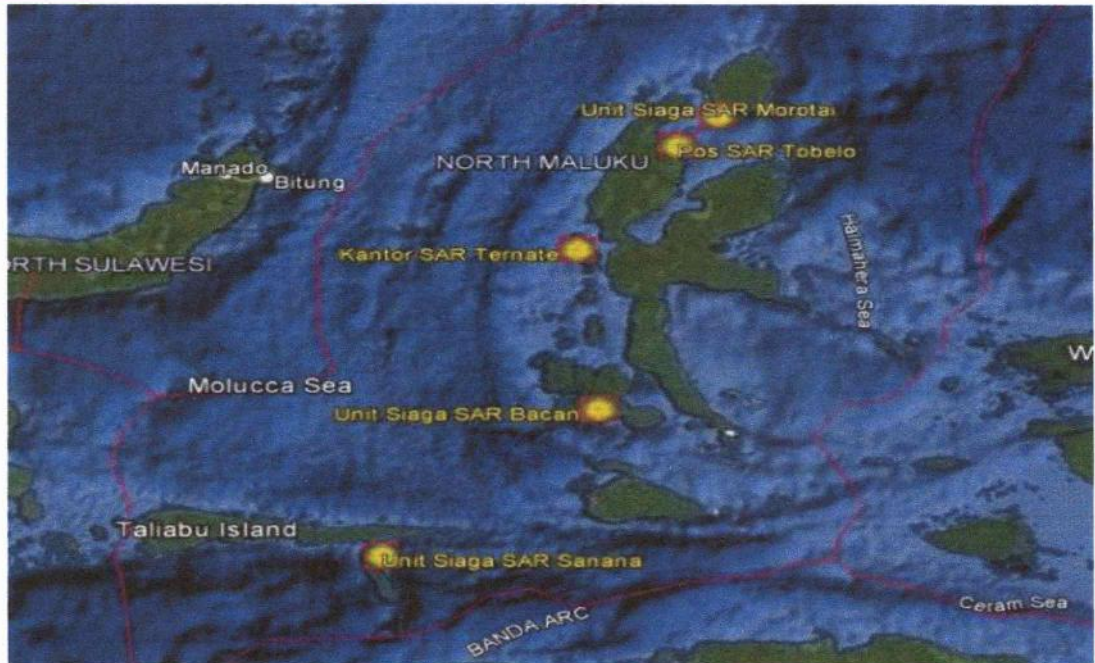 Unit Siaga SAR Morotai
Pos SAR Tobelo
NORTH MALUKU
Manado
Bitung
Kantor SAR Ternate
ORTH SULAWESI
Halmahera Sea
W
Molucca Sea
Unit Siaga SAR Bacan
Taliabu Island
Unit Siaga SAR Sanana
Ceram Sea
BANDA ARC